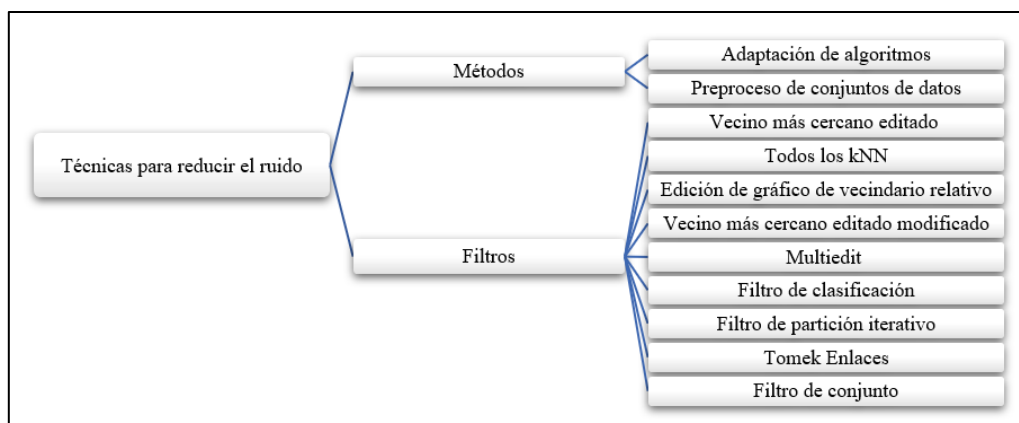 Técnicas para reducir el ruido
Métodos
Adaptación de algoritmos
Preproceso de conjuntos de datos
Filtros
Vecino más cercano editado
Todos los kNN
Edición de gráfico de vecindario relativo
Vecino más cercano editado modificado
Multiedit
Filtro de clasificación
Filtro de partición iterativo
Tomek Enlaces
Filtro de conjunto